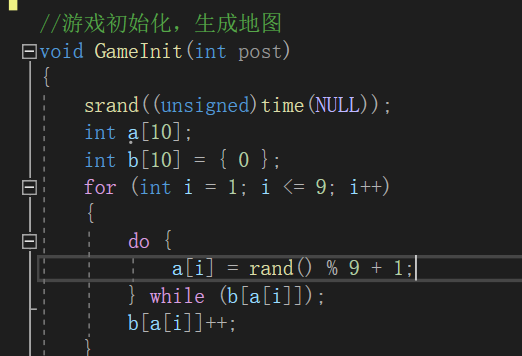 //游戏初始化，生成地图
void GameInit(int post)
{
srand((unsigned)time(NULL));
int a[10];
int b[10] = { 0 };
for (int i = 1; i <= 9; i++)
{
do {
a[i] = rand() % 9 + 1;
} while (b[a[i]]);
b[a[i]]++;
}